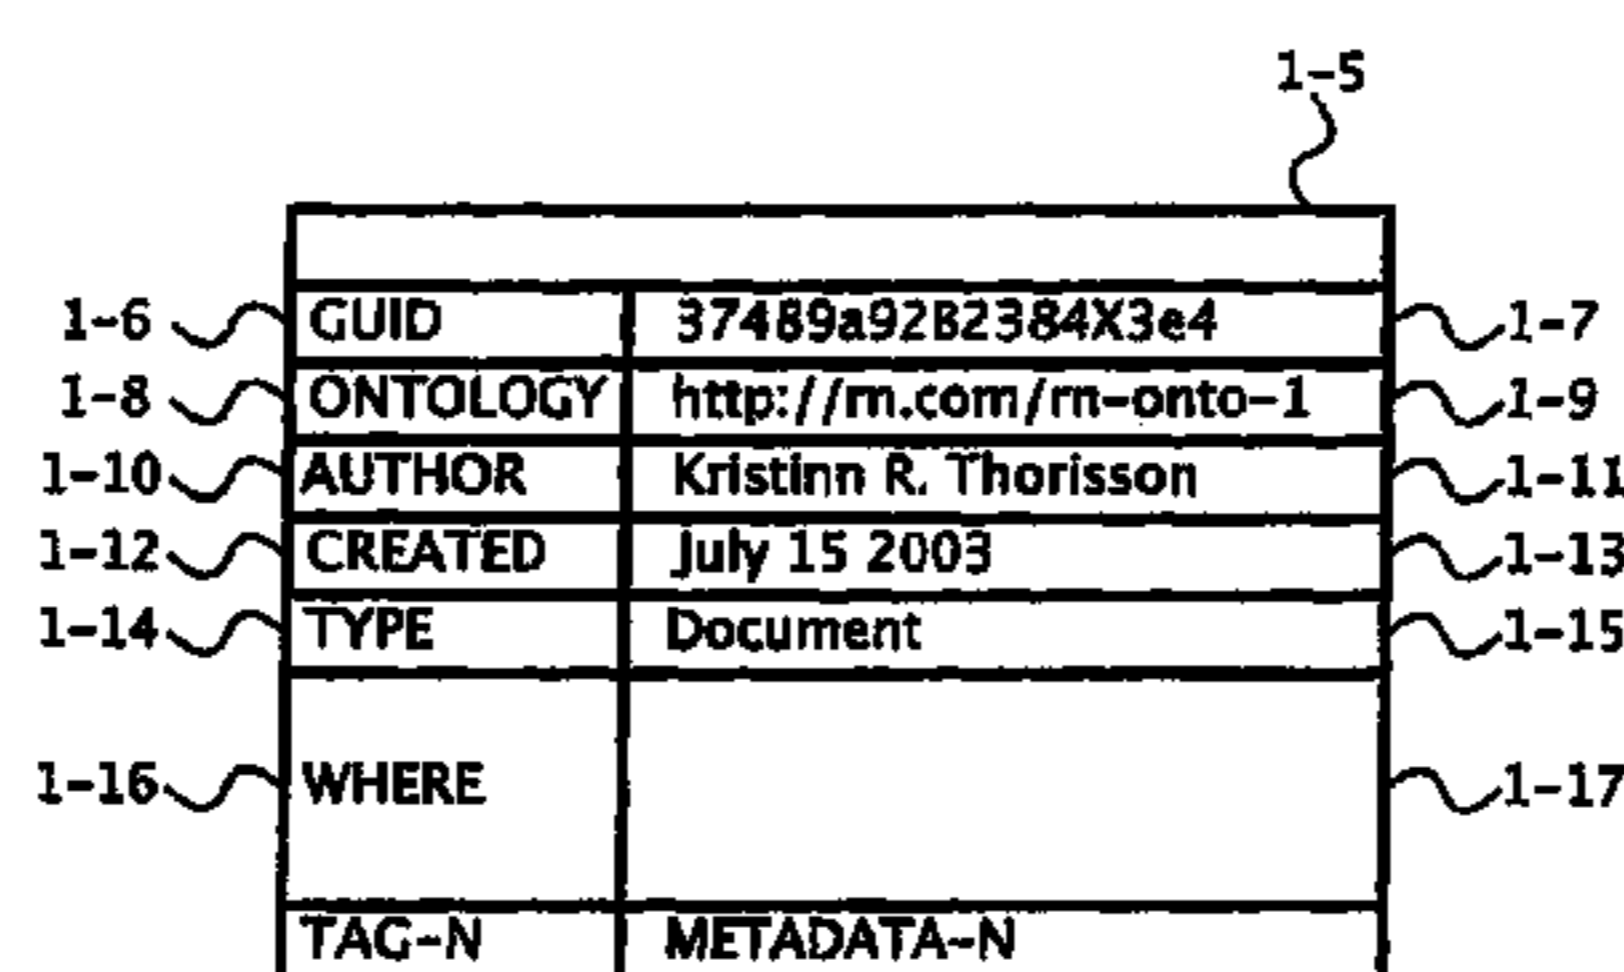 1-5
1-6 GUID 37489a92B2384X3e4 1-7
1-8 ONTOLOGY http://rn.com/rn-onto-1 1-9
1-10 AUTHOR Kristinn R. Thorisson 1-11
1-12 CREATED July 15 2003 1-13
1-14 TYPE Document 1-15
1-16 WHERE 1-17
TAG-N METADATA-N